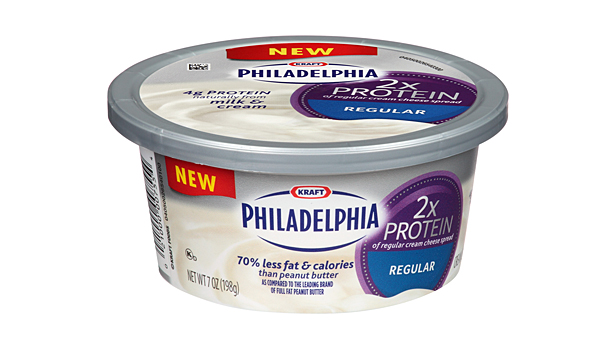 NEW
KRAFT
PHILADELPHIA
4g PROTEIN
naturally from
milk &
cream
2x
PROTEIN
of regular cream cheese spread
REGULAR
NEW
KRAFT
PHILADELPHIA
70% less fat & calories
than peanut butter
AS COMPARED TO THE LEADING BRAND
OF FULL FAT PEANUT BUTTER
NET WT 7 OZ (198g)
2x
PROTEIN
of regular cream cheese spread
REGULAR